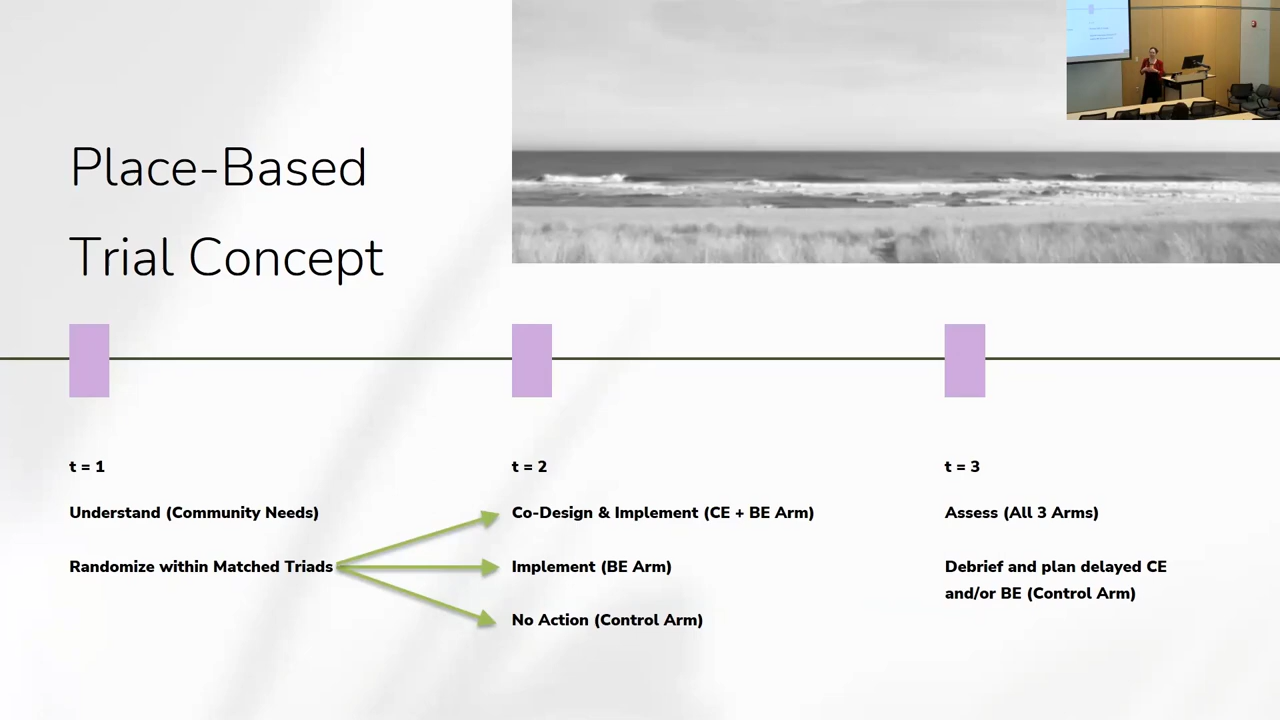 Place-Based
Trial Concept
t = 1
Understand (Community Needs)
Randomize within Matched Triads
t = 2
Co-Design & Implement (CE + BE Arm)
Implement (BE Arm)
No Action (Control Arm)
t = 3
Assess (All 3 Arms)
Debrief and plan delayed CE
and/or BE (Control Arm)